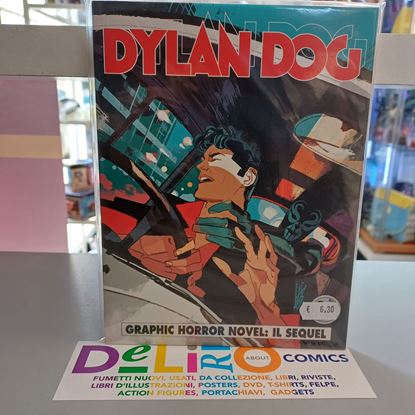 DYLAN DOG
€ 6,30
GRAPHIC HORROR NOVEL: IL SEQUEL
DeLiRIO ABOUT COMICS
FUMETTI NUOVI, USATI, DA COLLEZIONE, LIBRI, RIVISTE,
LIBRI D'ILLUSTRAZIONI, POSTERS, DVD, T-SHIRTS, FELPE,
ACTION FIGURES, PORTACHIAVI, GADGETS